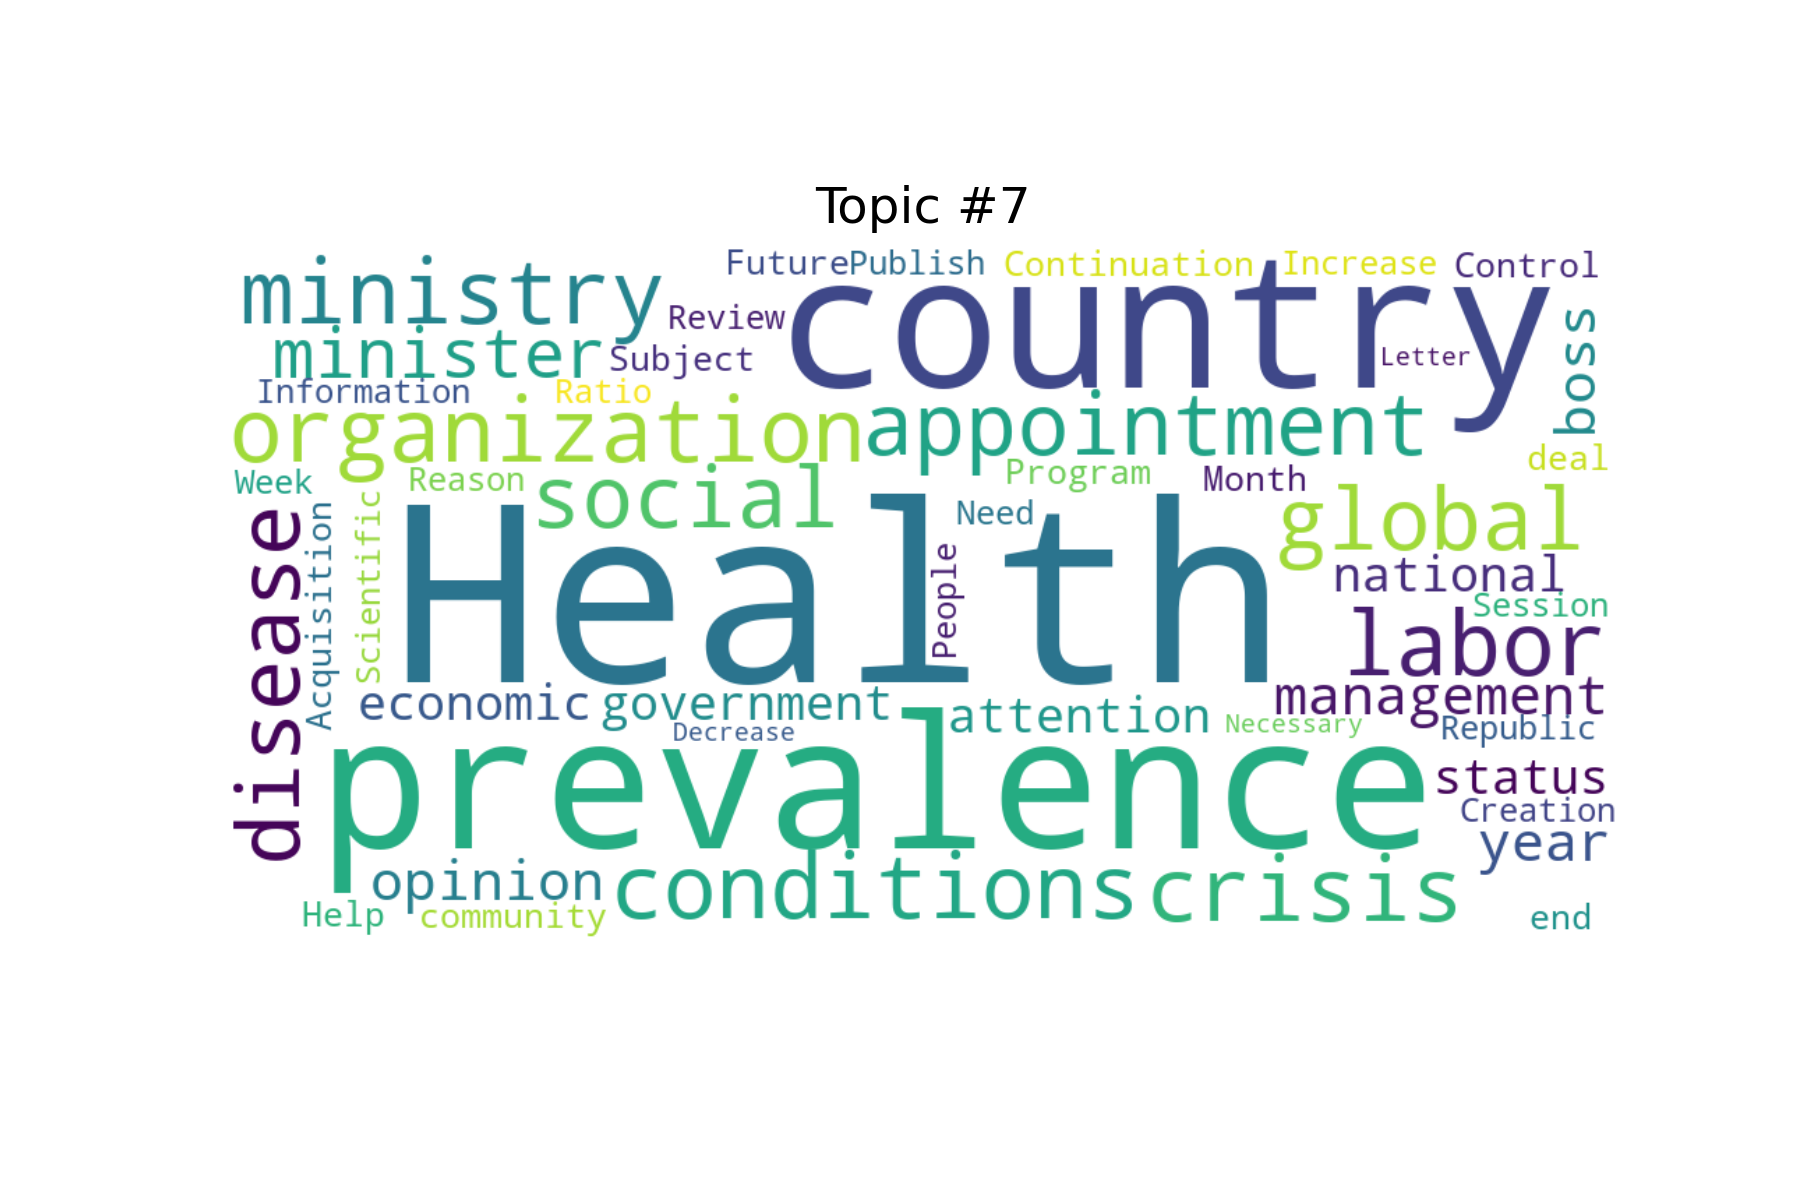 Topic #7
ministry
Future
Publish
Continuation
Increase
Control
country
minister
Review
Subject
Letter
boss
Information
Ratio
organization
appointment
deal
Week
Reason
social
Program
Month
global
Need
disease
Acquisition
Scientific
Health
People
national
Session
labor
economic
government
attention
management
Decrease
Necessary
Republic
prevalence
status
Creation
year
opinion
conditions
crisis
Help
community
end